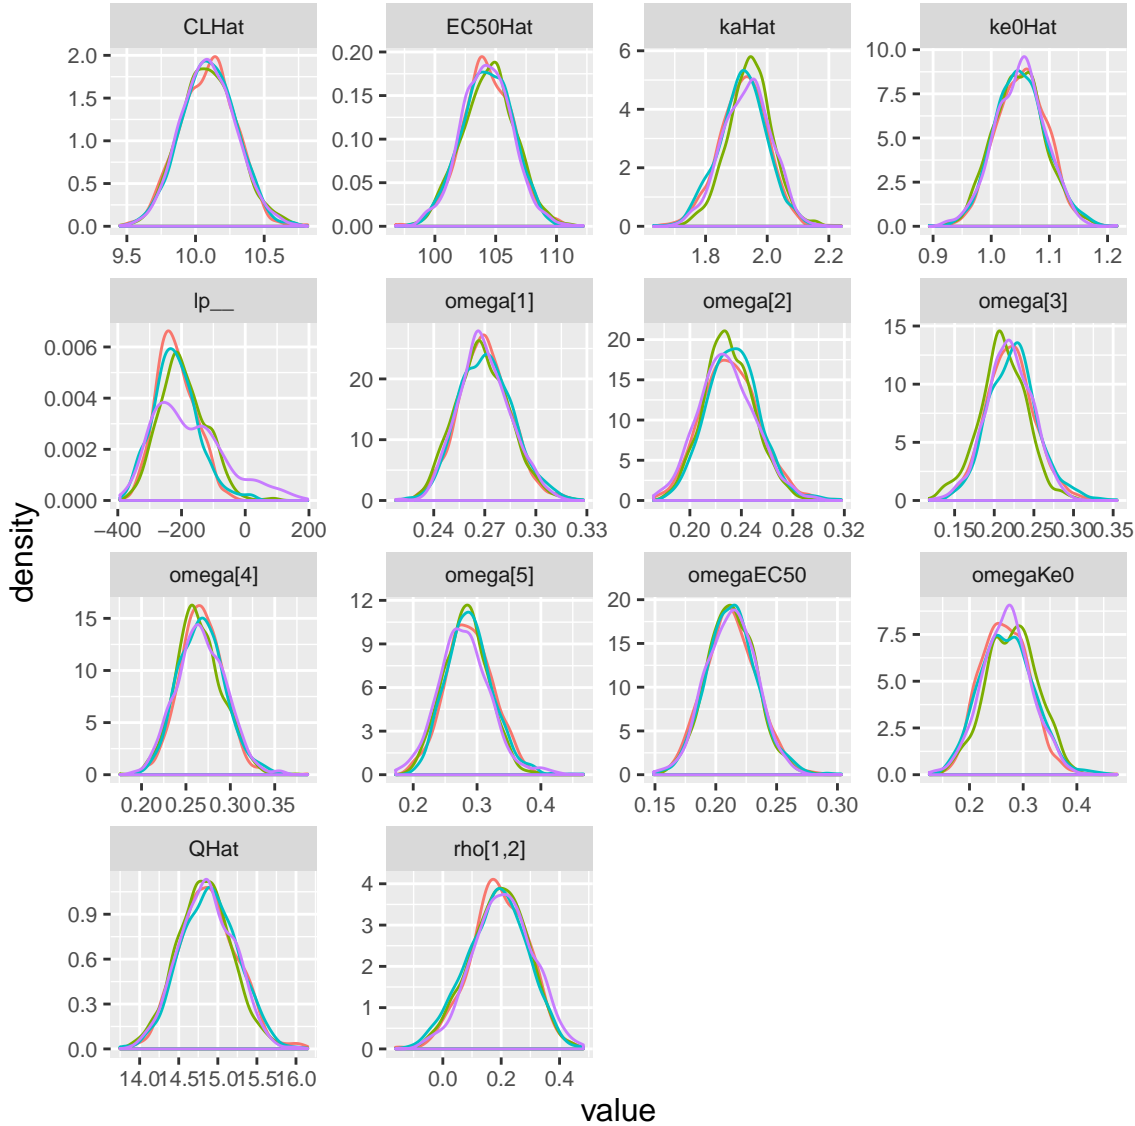 CLHat EC50Hat kaHat ke0Hat
2.0 1.5 1.0 0.5 0.0
0.20 0.15 0.10 0.05 0.00
6 4 2 0
10.0 7.5 5.0 2.5 0.0
9.5 10.0 10.5
100 105 110
1.8 2.0 2.2
0.9 1.0 1.1 1.2
lp__ omega[1] omega[2] omega[3]
0.006 0.004 0.002 0.000
20 10 0
20 15 10 5 0
15 10 5 0
−400 −200 0 200
0.24 0.27 0.30 0.33
0.20 0.24 0.28 0.32
0.15 0.20 0.25 0.30 0.35
density
omega[4] omega[5] omegaEC50 omegaKe0
15 10 5 0
12 9 6 3 0
20 15 10 5 0
7.5 5.0 2.5 0.0
0.20 0.25 0.30 0.35
0.2 0.3 0.4
0.15 0.20 0.25 0.30
0.2 0.3 0.4
QHat rho[1,2]
0.9 0.6 0.3 0.0
4 3 2 1 0
14.0 14.5 15.0 15.5 16.0
0.0 0.2 0.4
value